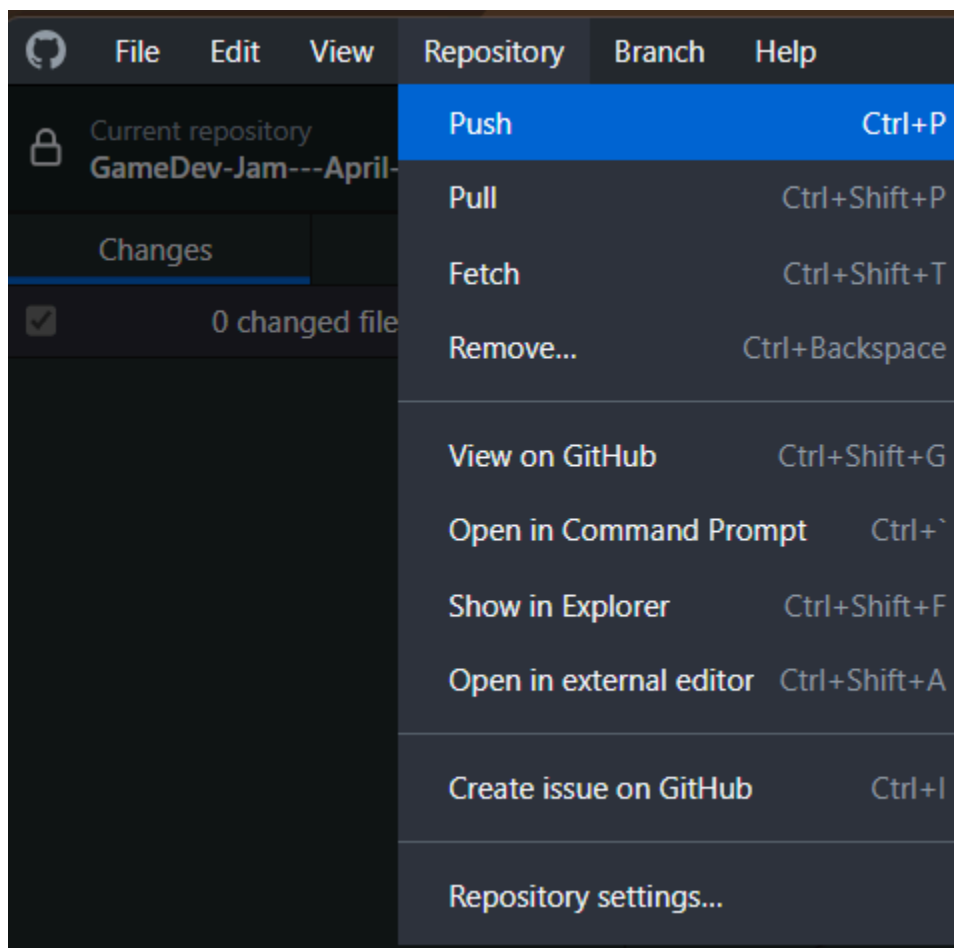 File Edit View Repository Branch Help
Current repository
GameDev-Jam---April-
Changes
0 changed file
Push Ctrl+P
Pull Ctrl+Shift+P
Fetch Ctrl+Shift+T
Remove... Ctrl+Backspace
View on GitHub Ctrl+Shift+G
Open in Command Prompt Ctrl+`
Show in Explorer Ctrl+Shift+F
Open in external editor Ctrl+Shift+A
Create issue on GitHub Ctrl+I
Repository settings...